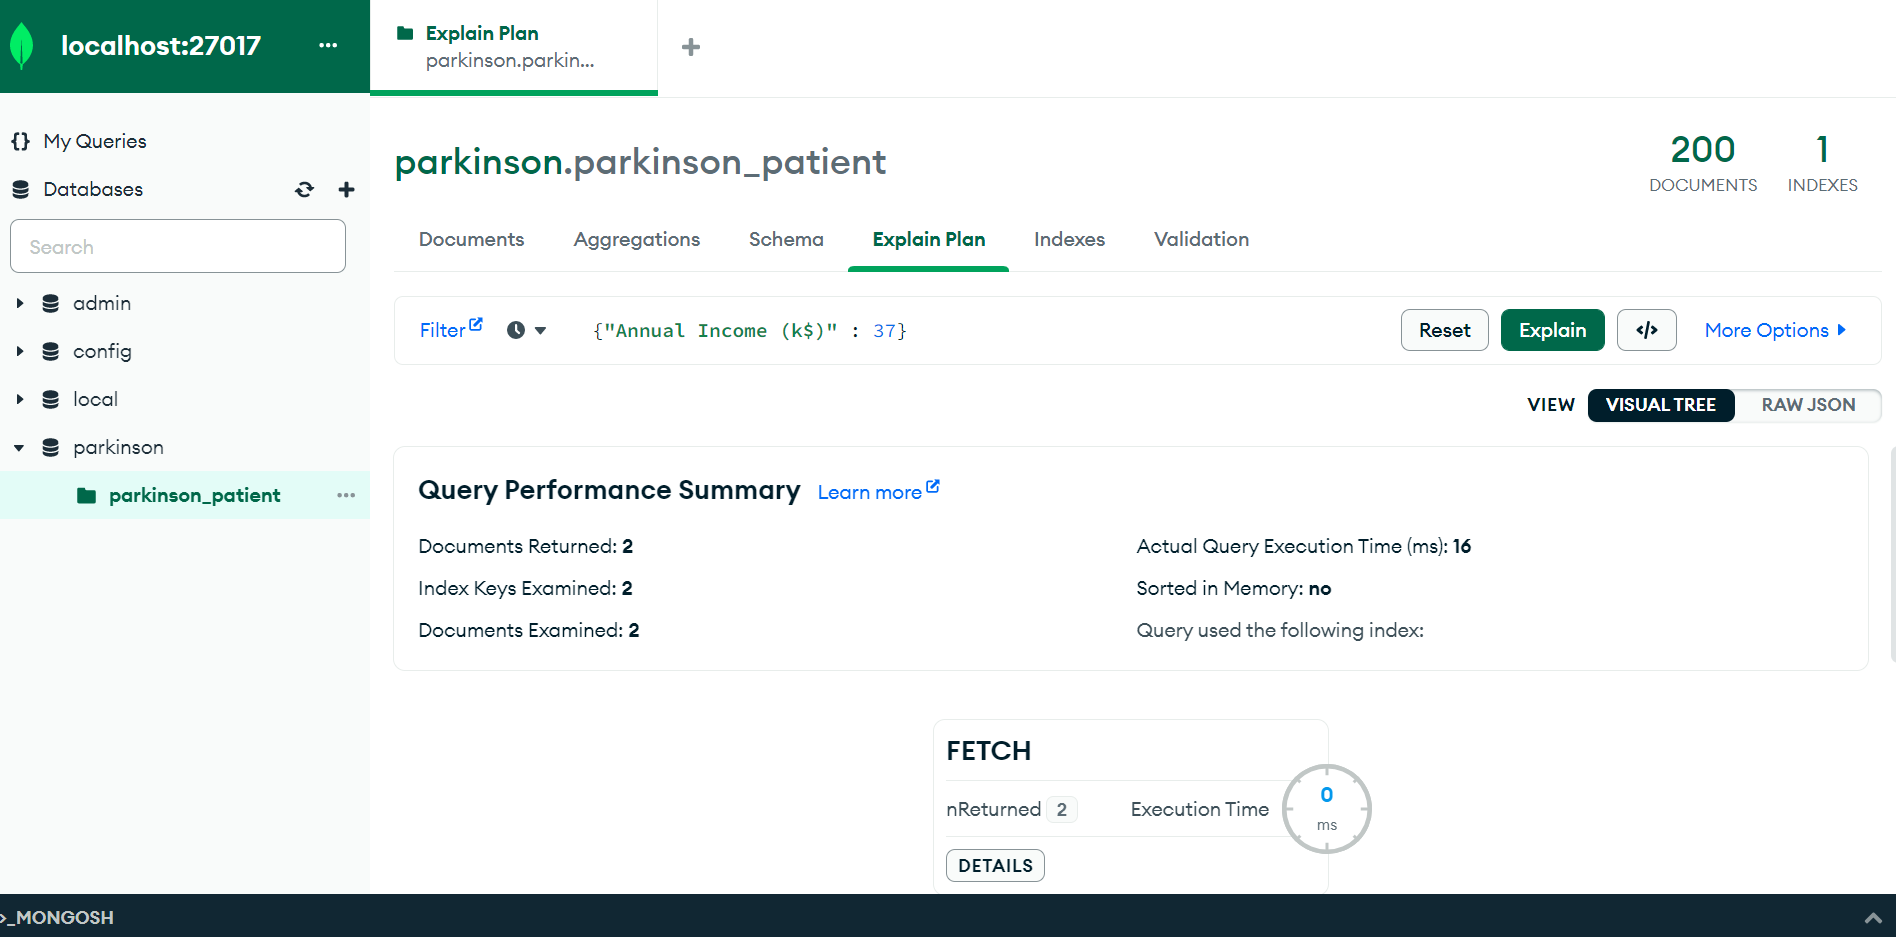 localhost:27017
Explain Plan
parkinson.parkin...
My Queries
Databases
Search
admin
config
local
parkinson
parkinson_patient
parkinson.parkinson_patient
200
DOCUMENTS
1
INDEXES
Documents
Aggregations
Schema
Explain Plan
Indexes
Validation
Filter
{"Annual Income (k$)" : 37}
Reset
Explain
</>
More Options
VIEW
VISUAL TREE
RAW JSON
Query Performance Summary
Learn more
Documents Returned: 2
Index Keys Examined: 2
Documents Examined: 2
Actual Query Execution Time (ms): 16
Sorted in Memory: no
Query used the following index:
FETCH
nReturned 2
Execution Time
0
ms
DETAILS
>_MONGOSH